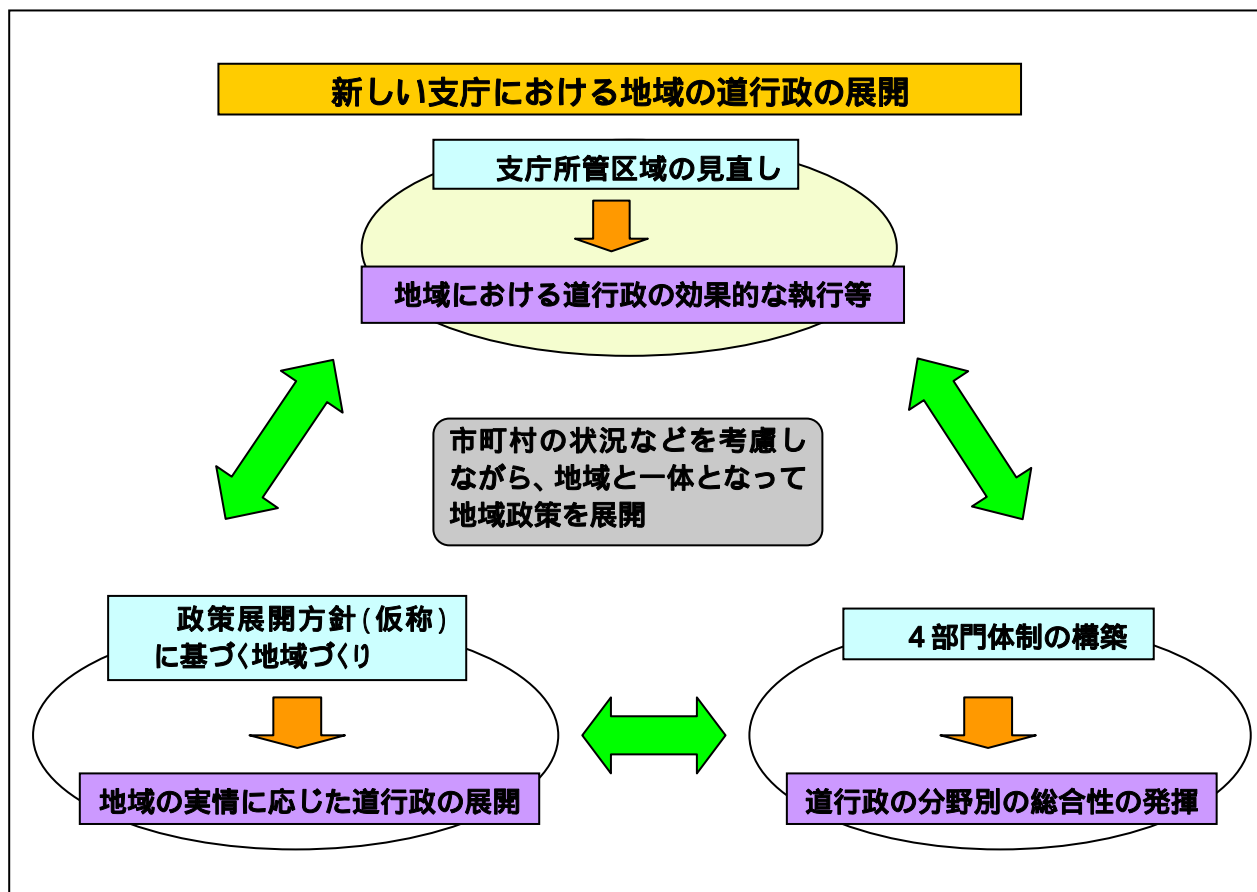 新しい支庁における地域の道行政の展開
支庁所管区域の見直し
地域における道行政の効果的な執行等
市町村の状況などを考慮し
ながら、地域と一体となって
地域政策を展開
政策展開方針(仮称)
に基づく地域づくり
地域の実情に応じた道行政の展開
４部門体制の構築
道行政の分野別の総合性の発揮